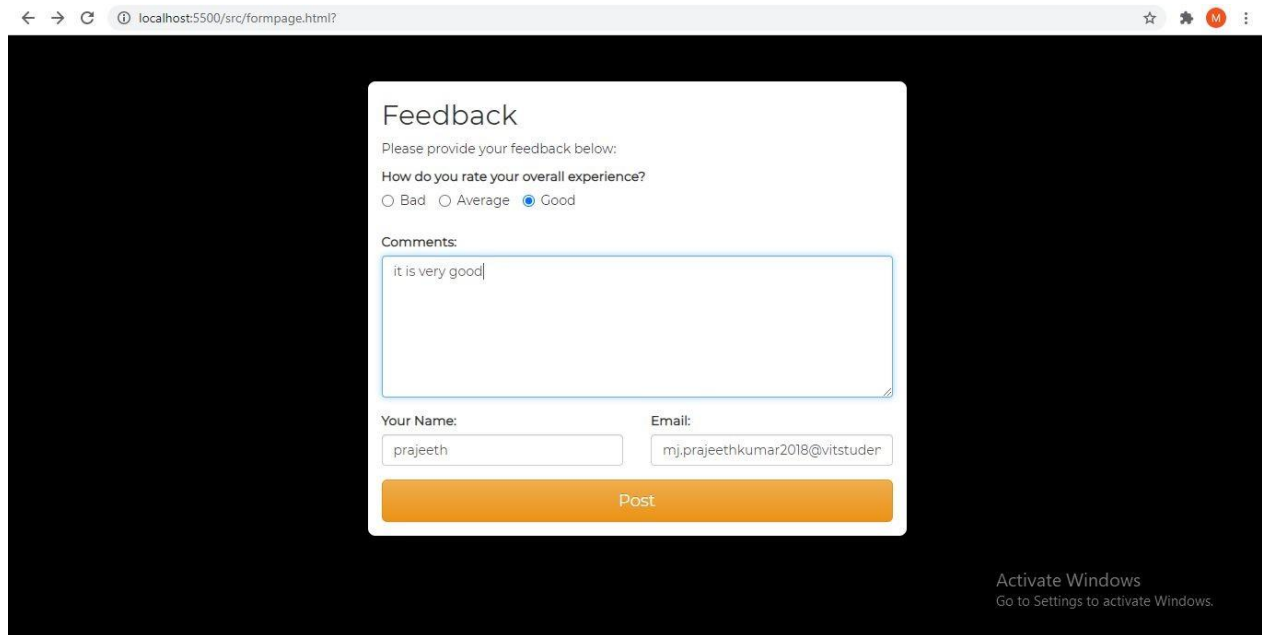 localhost:5500/src/formpage.html?
M
Feedback
Please provide your feedback below:
How do you rate your overall experience?
Bad Average Good
Comments:
it is very good
Your Name: Email:
prajeeth mj.prajeethkumar2018@vitstuden
Post
Activate Windows
Go to Settings to activate Windows.